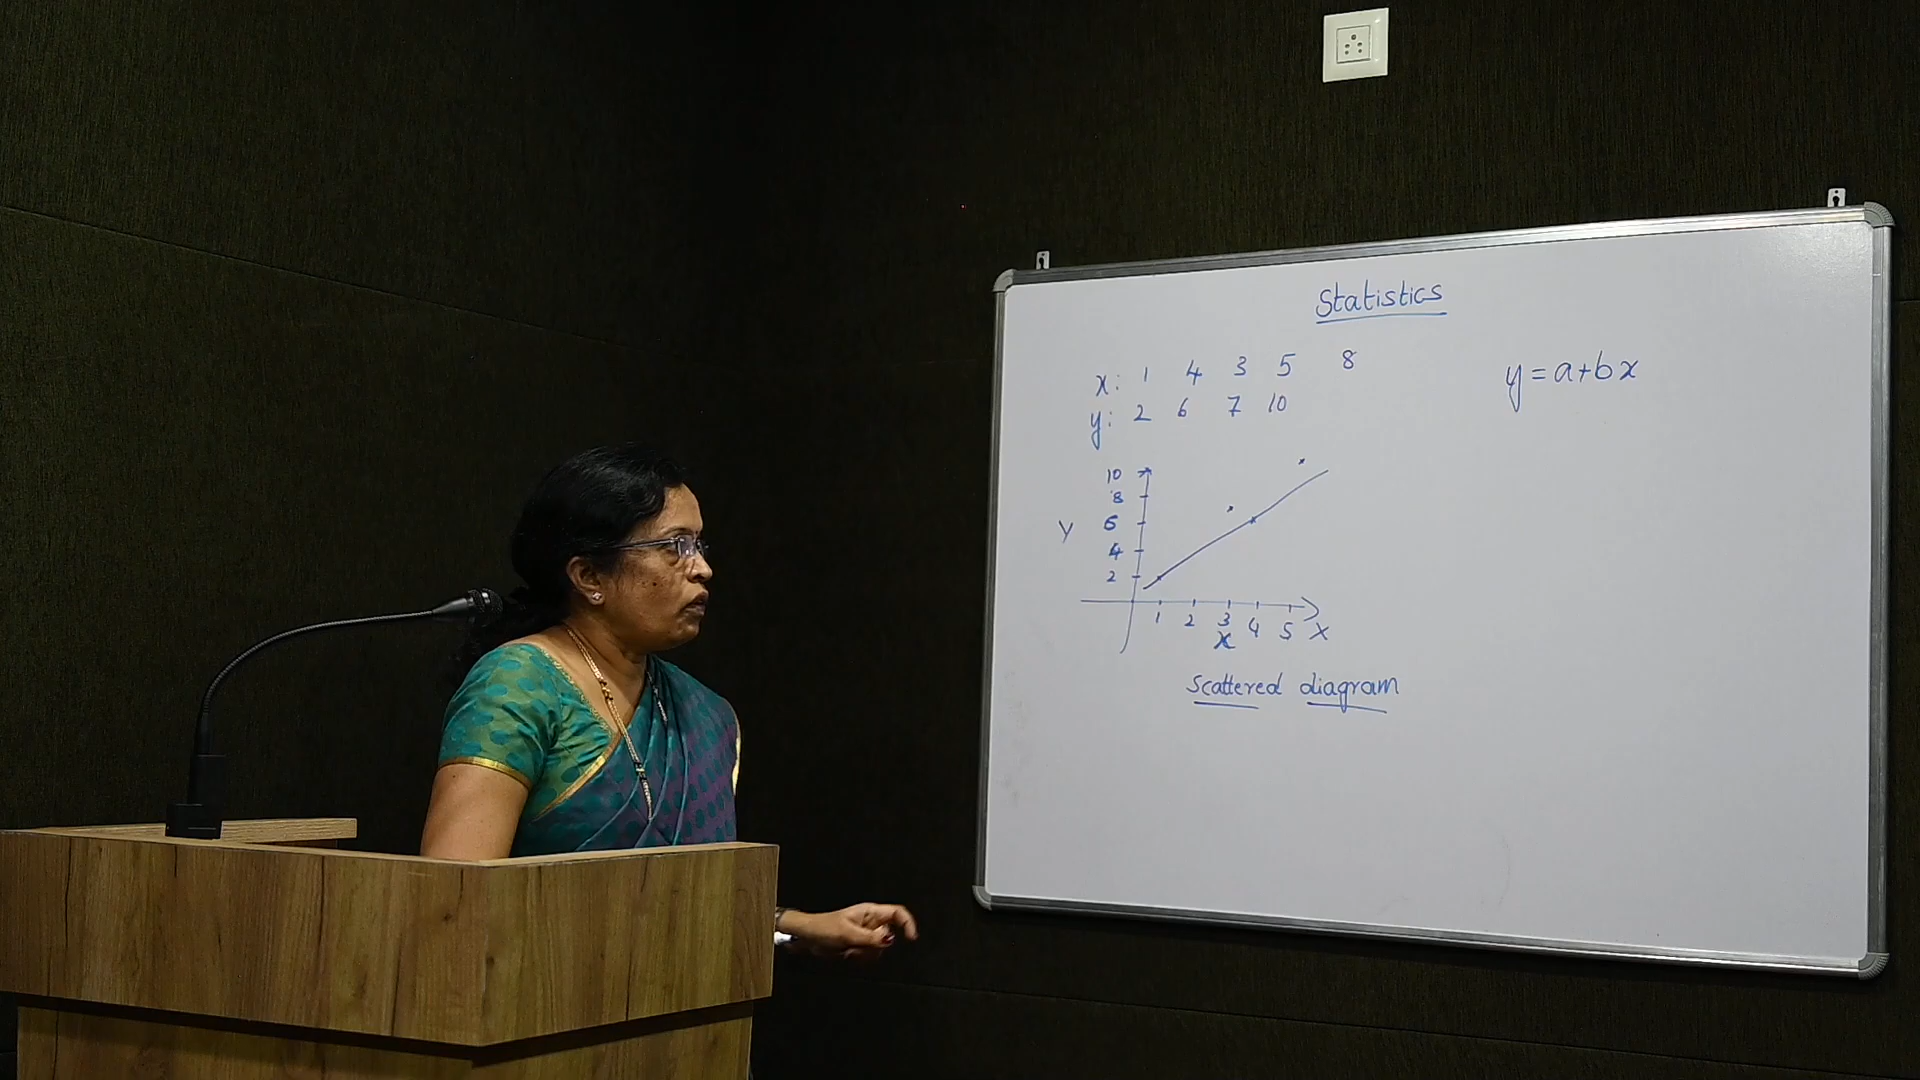 Statistics
x: 1 4 3 5 8
y: 2 6 7 10
y = a+bx
10
8
6
4
2
Y
1 2 3 4 5 X
x
Scattered diagram